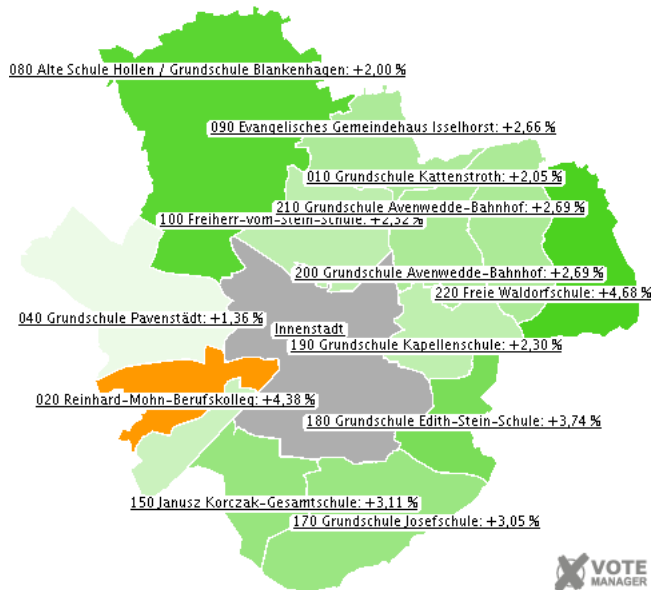 080 Alte Schule Hollen / Grundschule Blankenhagen: +2,00 %
090 Evangelisches Gemeindehaus Isselhorst: +2,66 %
010 Grundschule Kattenstroth: +2,05 %
210 Grundschule Avenwedde-Bahnhof: +2,69 %
100 Freiherr-vom-Stein-Schule: +2,52 %
200 Grundschule Avenwedde-Bahnhof: +2,69 %
220 Freie Waldorfschule: +4,68 %
040 Grundschule Pavenstädt: +1,36 %
Innenstadt
190 Grundschule Kapellenschule: +2,30 %
020 Reinhard-Mohn-Berufskolleg: +4,38 %
180 Grundschule Edith-Stein-Schule: +3,74 %
150 Janusz Korczak-Gesamtschule: +3,11 %
170 Grundschule Josefschule: +3,05 %
VOTE
MANAGER